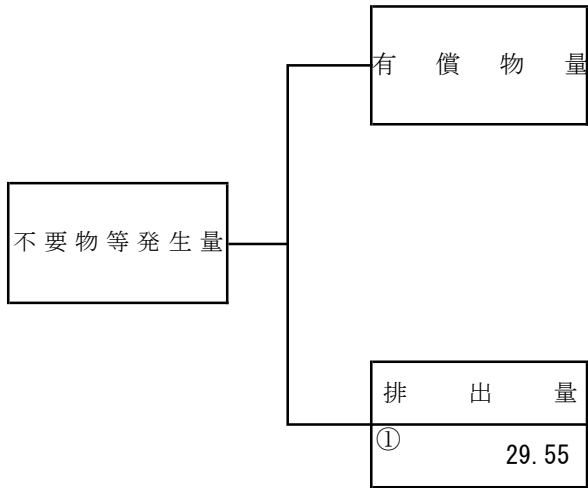 有償物量
不要物等発生量
排出量
①
29.55